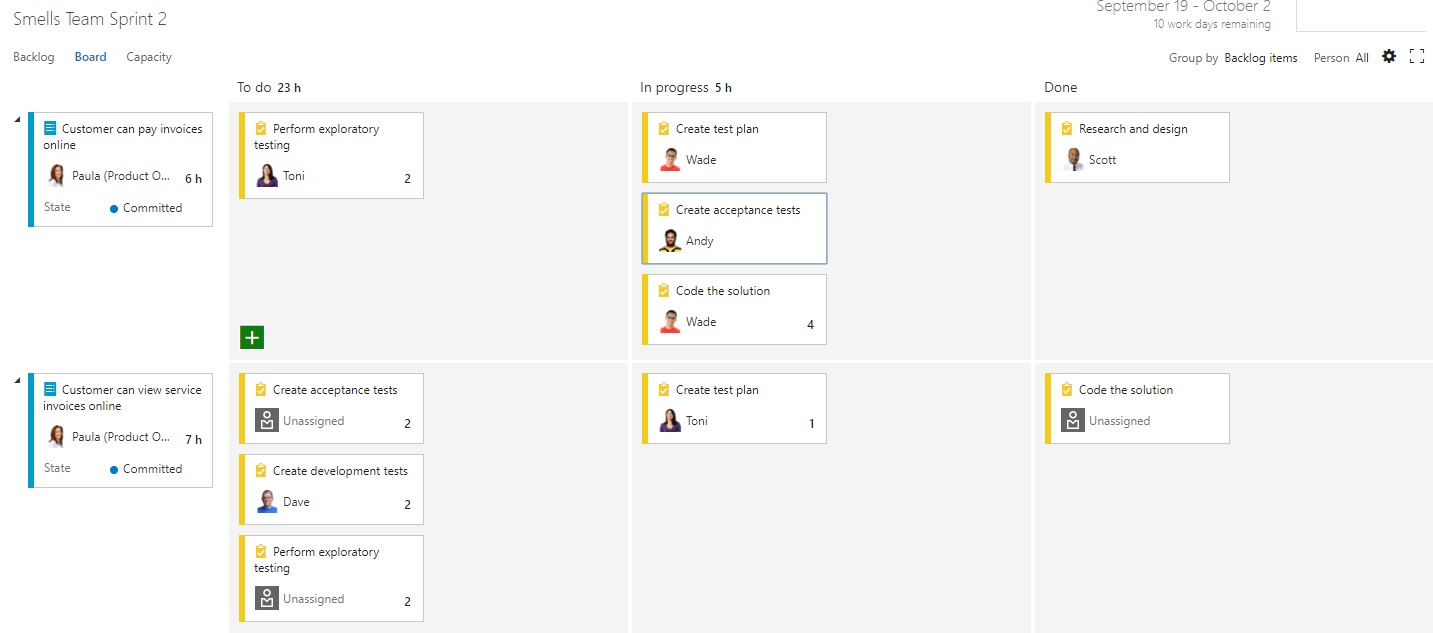 Smells Team Sprint 2
September 19 - October 2
10 work days remaining
Backlog Board Capacity
Group by Backlog items Person All
To do 23 h
In progress 5 h
Done
Customer can pay invoices
online
Paula (Product O... 6 h
State Committed
Perform exploratory
testing
Toni 2
Create test plan
Wade
Create acceptance tests
Andy
Code the solution
Wade 4
Research and design
Scott
Customer can view service
invoices online
Paula (Product O... 7 h
State Committed
Create acceptance tests
Unassigned 2
Create development tests
Dave 2
Perform exploratory
testing
Unassigned 2
Create test plan
Toni 1
Code the solution
Unassigned